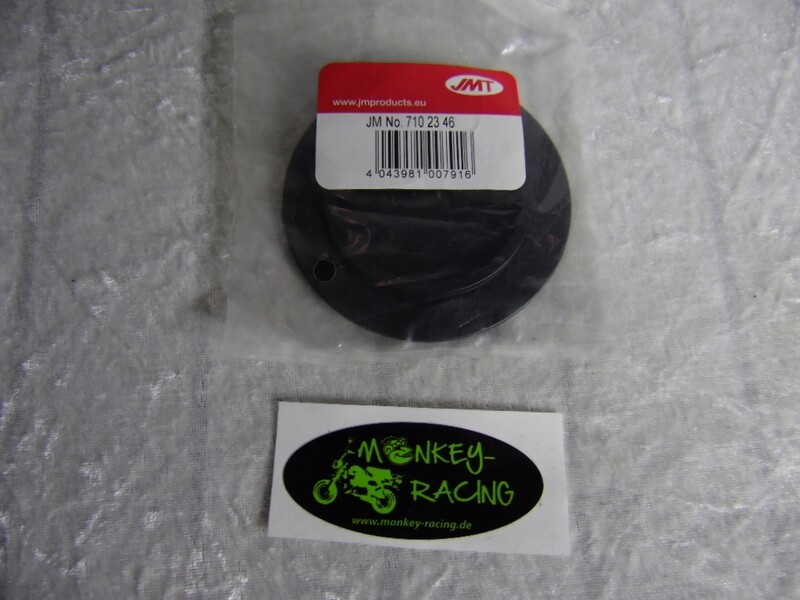 JMT
www.jmproducts.eu
JM No. 710 23 46
4 043981 007916
MONKEY-
RACING
www.monkey-racing.de